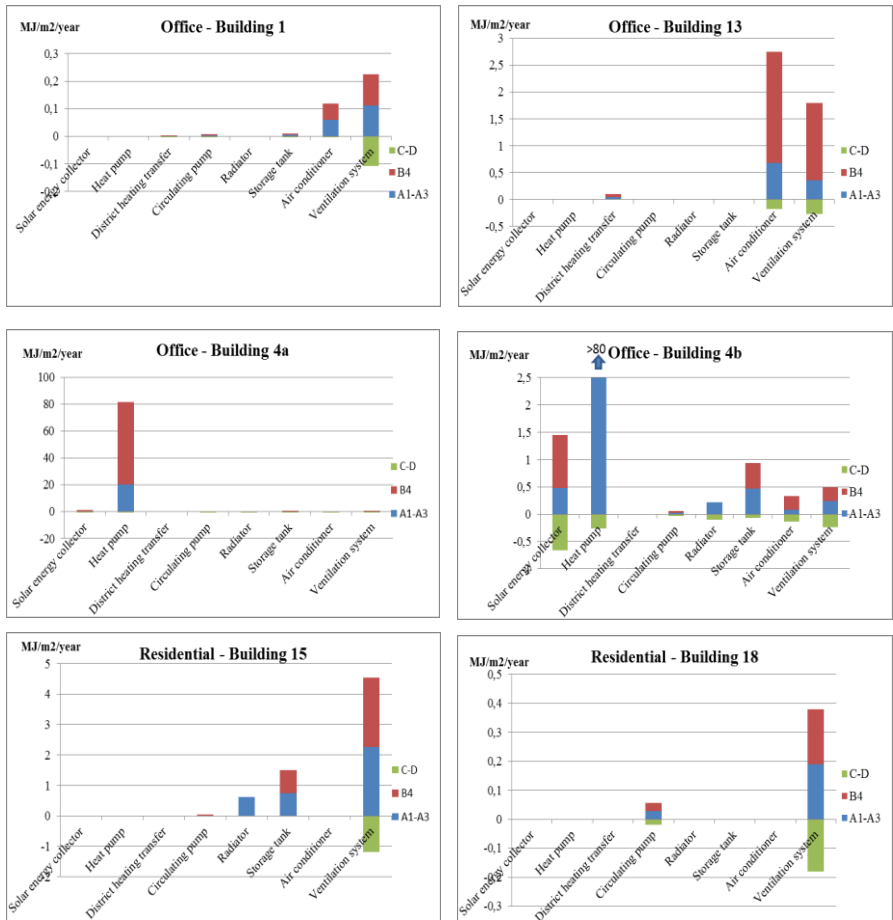 MJ/m2/year
Office - Building 1
0,3
0,2
0,1
0
-0,1
Solar energy collector
Heat pump
District heating transfer
Circulating pump
Radiator
Storage tank
Air conditioner
Ventilation system
C-D
B4
A1-A3
MJ/m2/year
Office - Building 13
3
2,5
2
1,5
1
0,5
0
-0,5
Solar energy collector
Heat pump
District heating transfer
Circulating pump
Radiator
Storage tank
Air conditioner
Ventilation system
C-D
B4
A1-A3
MJ/m2/year
Office - Building 4a
100
80
60
40
20
0
-20
Solar energy collector
Heat pump
District heating transfer
Circulating pump
Radiator
Storage tank
Air conditioner
Ventilation system
C-D
B4
A1-A3
MJ/m2/year
Office - Building 4b
>80
2,5
2
1,5
1
0,5
0
-0,5
Solar energy collector
Heat pump
District heating transfer
Circulating pump
Radiator
Storage tank
Air conditioner
Ventilation system
C-D
B4
A1-A3
MJ/m2/year
Residential - Building 15
5
4
3
2
1
0
-1
Solar energy collector
Heat pump
District heating transfer
Circulating pump
Radiator
Storage tank
Air conditioner
Ventilation system
C-D
B4
A1-A3
MJ/m2/year
Residential - Building 18
0,5
0,4
0,3
0,2
0,1
0
-0,1
-0,2
-0,3
Solar energy collector
Heat pump
District heating transfer
Circulating pump
Radiator
Storage tank
Air conditioner
Ventilation system
C-D
B4
A1-A3